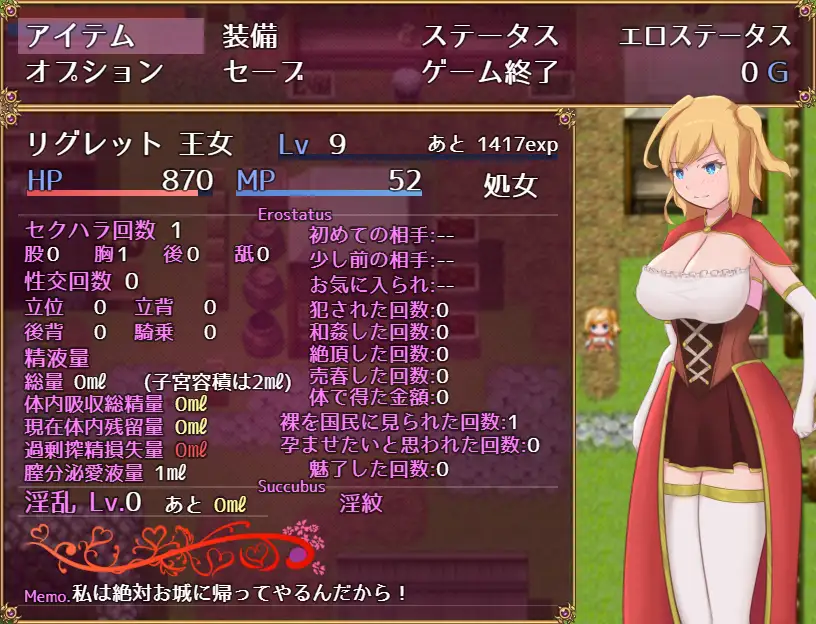 アイテム 装備 ステータス エロステータス
オプション セーブ ゲーム終了 0 G
リグレット 王女 Lv 9 あと 1417exp
HP 870 MP 52 処女
Erostatus
セクハラ回数 1 初めての相手:--
股0 胸1 後0 舐0 少し前の相手:--
性交回数 0 お気に入られ:--
立位 0 立背 0 犯された回数:0
後背 0 騎乗 0 和姦した回数:0
精液量 絶頂した回数:0
総量 0㎖ (子宮容積は2㎖) 売春した回数:0
体内吸収総精量 0㎖ 体で得た金額:0
現在体内残留量 0㎖ 裸を国民に見られた回数:1
過剰搾精損失量 0㎖ 孕ませたいと思われた回数:0
膣分泌愛液量 1㎖ 魅了した回数:0
Succubus
淫乱 Lv.0 あと 0㎖ 淫紋
Memo.私は絶対お城に帰ってやるんだから！